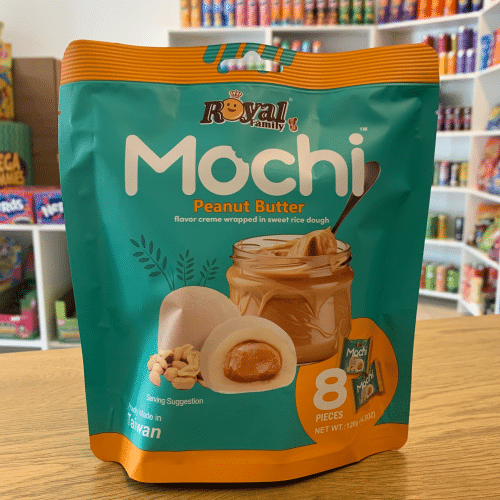 Royal
Family
Mochi™
Peanut Butter
flavor creme wrapped in sweet rice dough
Mochi
Mochi
8
PIECES
Serving Suggestion
Made in
Taiwan
NET WT.: